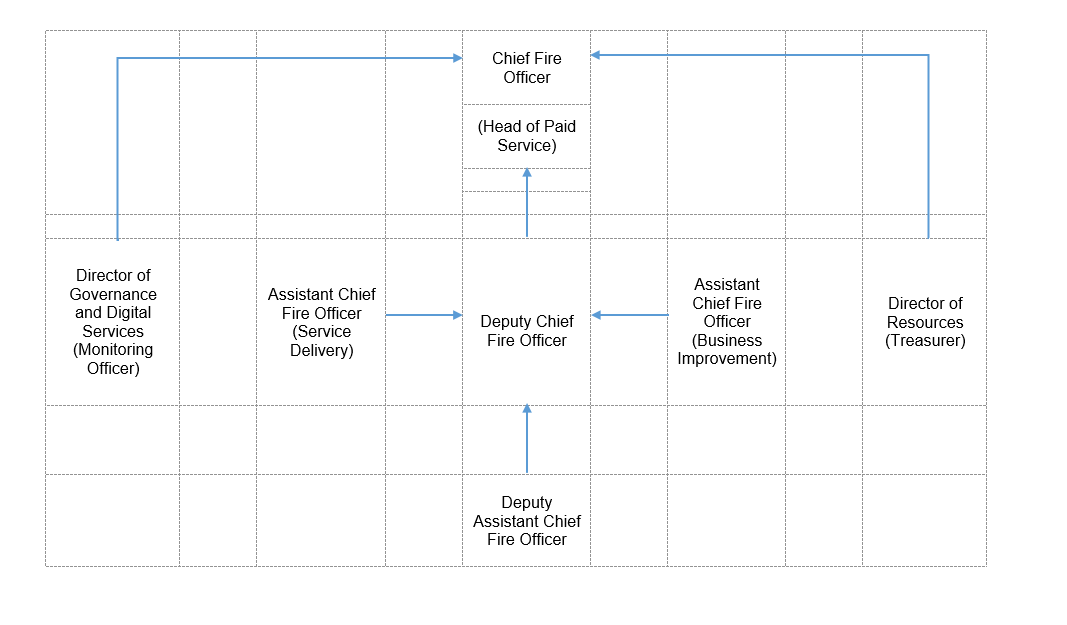 Chief Fire
Officer
(Head of Paid
Service)
Director of
Governance
and Digital
Services
(Monitoring
Officer)
Assistant Chief
Fire Officer
(Service
Delivery)
Deputy Chief
Fire Officer
Assistant
Chief Fire
Officer
(Business
Improvement)
Director of
Resources
(Treasurer)
Deputy
Assistant Chief
Fire Officer